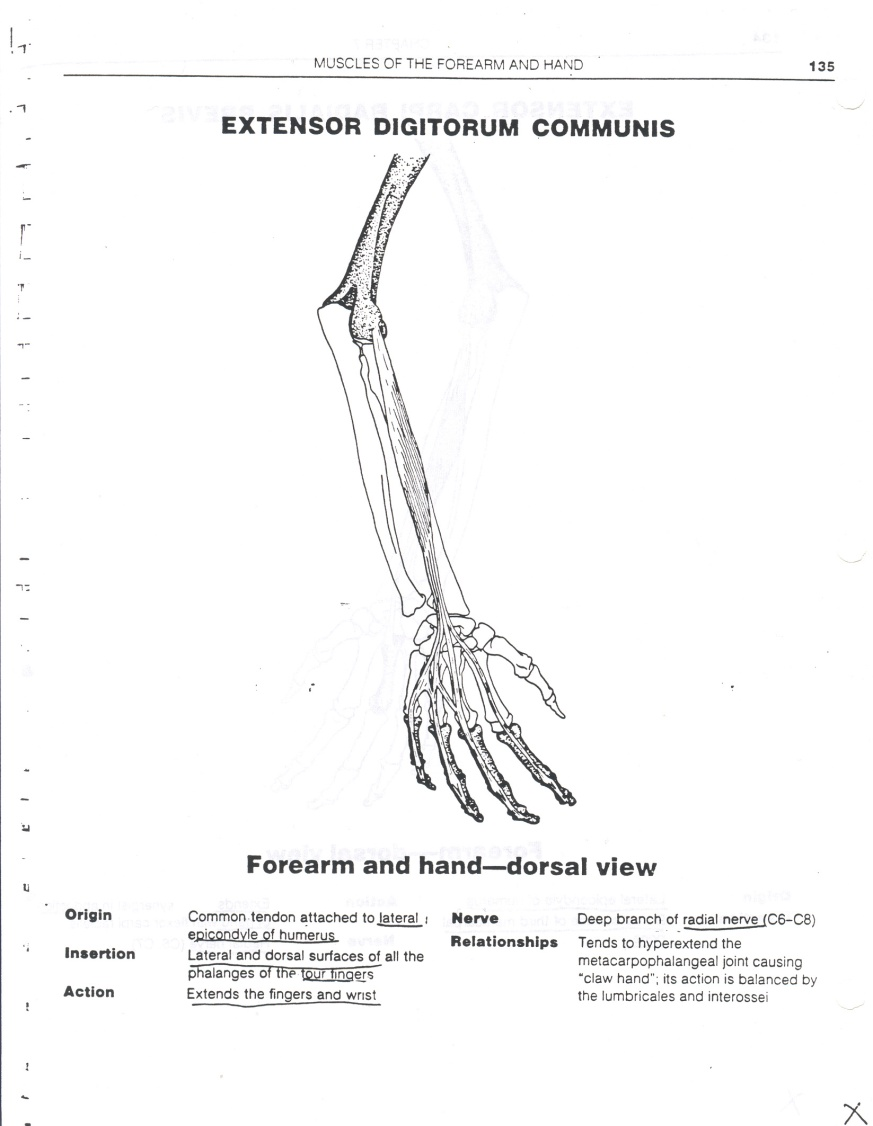 MUSCLES OF THE FOREARM AND HAND 135
EXTENSOR DIGITORUM COMMUNIS
Forearm and hand—dorsal view
Origin Common tendon attached to lateral
epicondyle of humerus
Insertion Lateral and dorsal surfaces of all the
phalanges of the four fingers
Action Extends the fingers and wrist
Nerve Deep branch of radial nerve (C6–C8)
Relationships Tends to hyperextend the
metacarpophalangeal joint causing
“claw hand”; its action is balanced by
the lumbricales and interossei
X